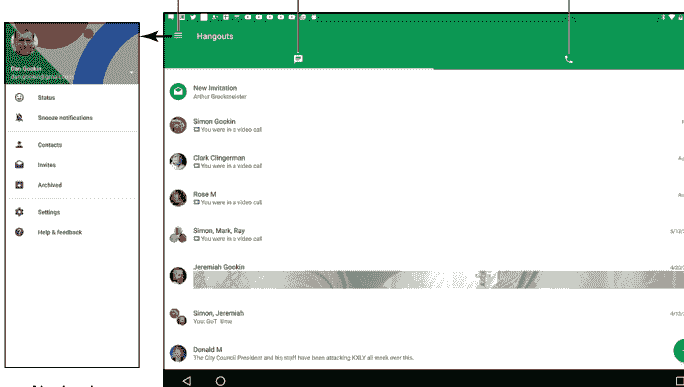 Hangouts
Status
Snooze notifications
Contacts
Invites
Archived
Settings
Help & feedback
New Invitation
Arthur Grockmeister
Simon Gookin
You were in a video call
Clark Clingerman
You were in a video call
Rose M
You were in a video call
Simon, Mark, Ray
You were in a video call
Jeremiah Gookin
Simon, Jeremiah
Donald M
The City Council President and his staff have been attacking KXLY all week over this.